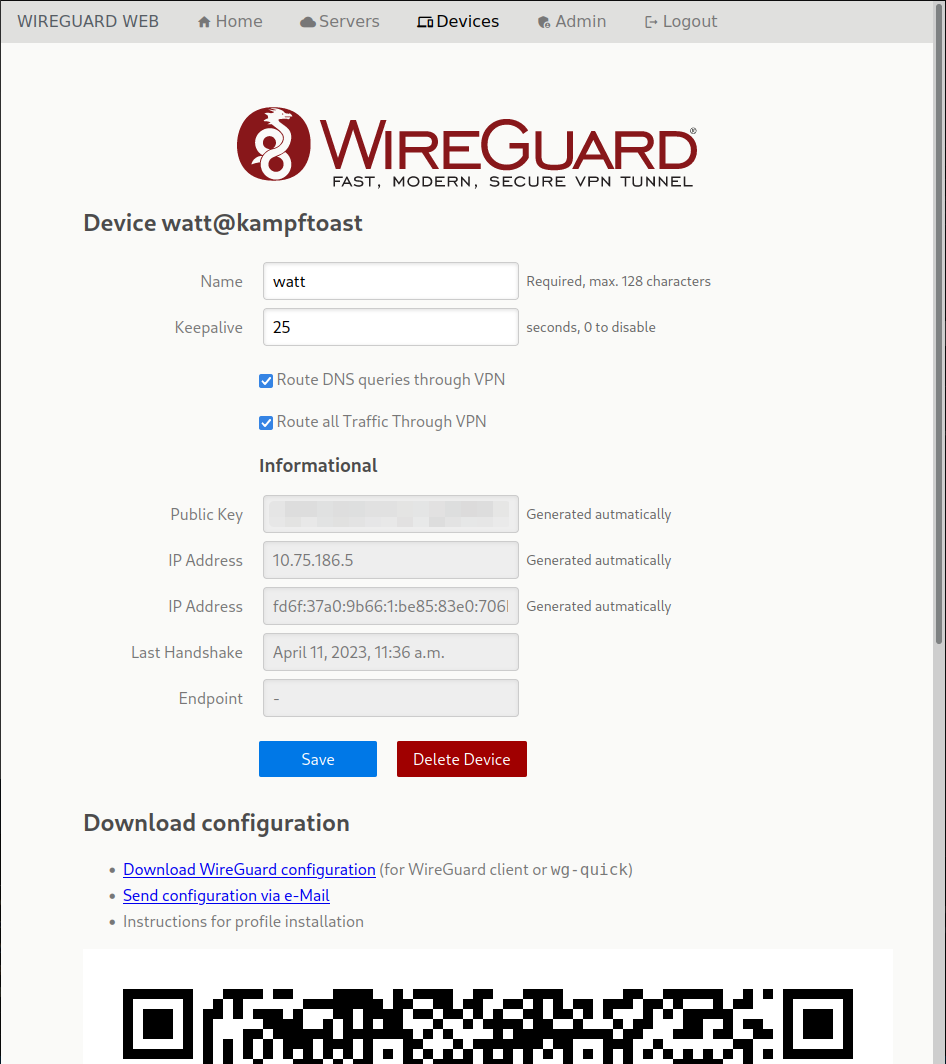 WIREGUARD WEB Home Servers Devices Admin Logout
WIREGUARD®
FAST, MODERN, SECURE VPN TUNNEL
Device watt@kampftoast
Name watt Required, max. 128 characters
Keepalive 25 seconds, 0 to disable
Route DNS queries through VPN
Route all Traffic Through VPN
Informational
Public Key Generated autmatically
IP Address 10.75.186.5 Generated autmatically
IP Address fd6f:37a0:9b66:1:be85:83e0:706 Generated autmatically
Last Handshake April 11, 2023, 11:36 a.m.
Endpoint -
Save Delete Device
Download configuration
• Download WireGuard configuration (for WireGuard client or wg-quick)
• Send configuration via e-Mail
• Instructions for profile installation